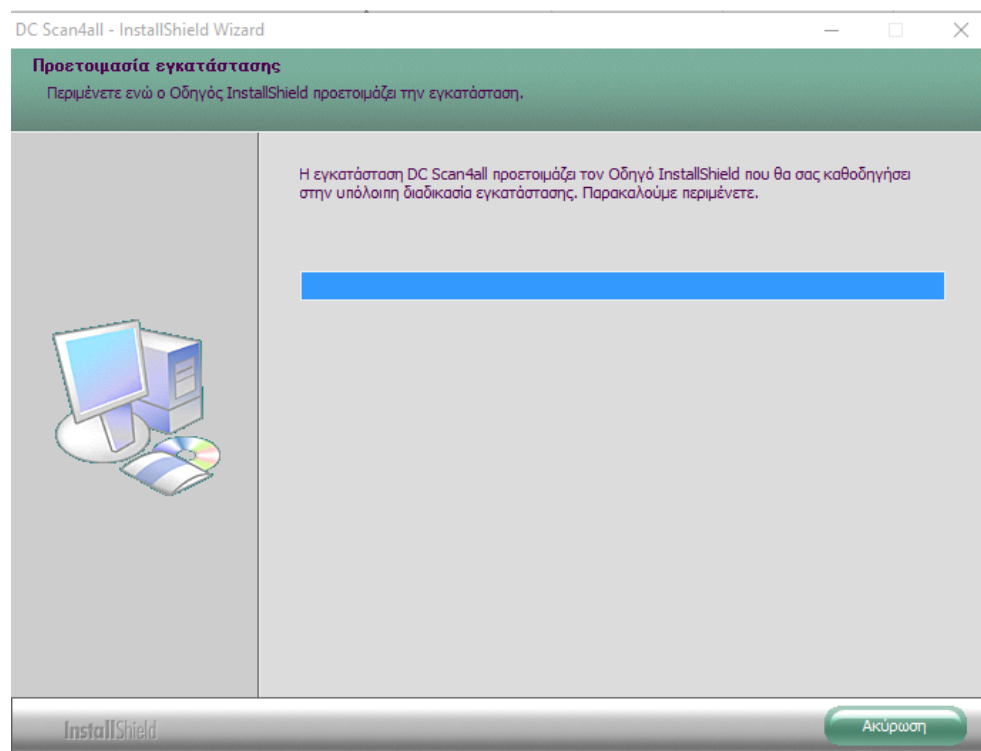 DC Scan4all - InstallShield Wizard
Προετοιμασία εγκατάστασης
Περιμένετε ενώ ο Οδηγός InstallShield προετοιμάζει την εγκατάσταση.
Η εγκατάσταση DC Scan4all προετοιμάζει τον Οδηγό InstallShield που θα σας καθοδηγήσει
στην υπόλοιπη διαδικασία εγκατάστασης. Παρακαλούμε περιμένετε.
InstallShield
Ακύρωση